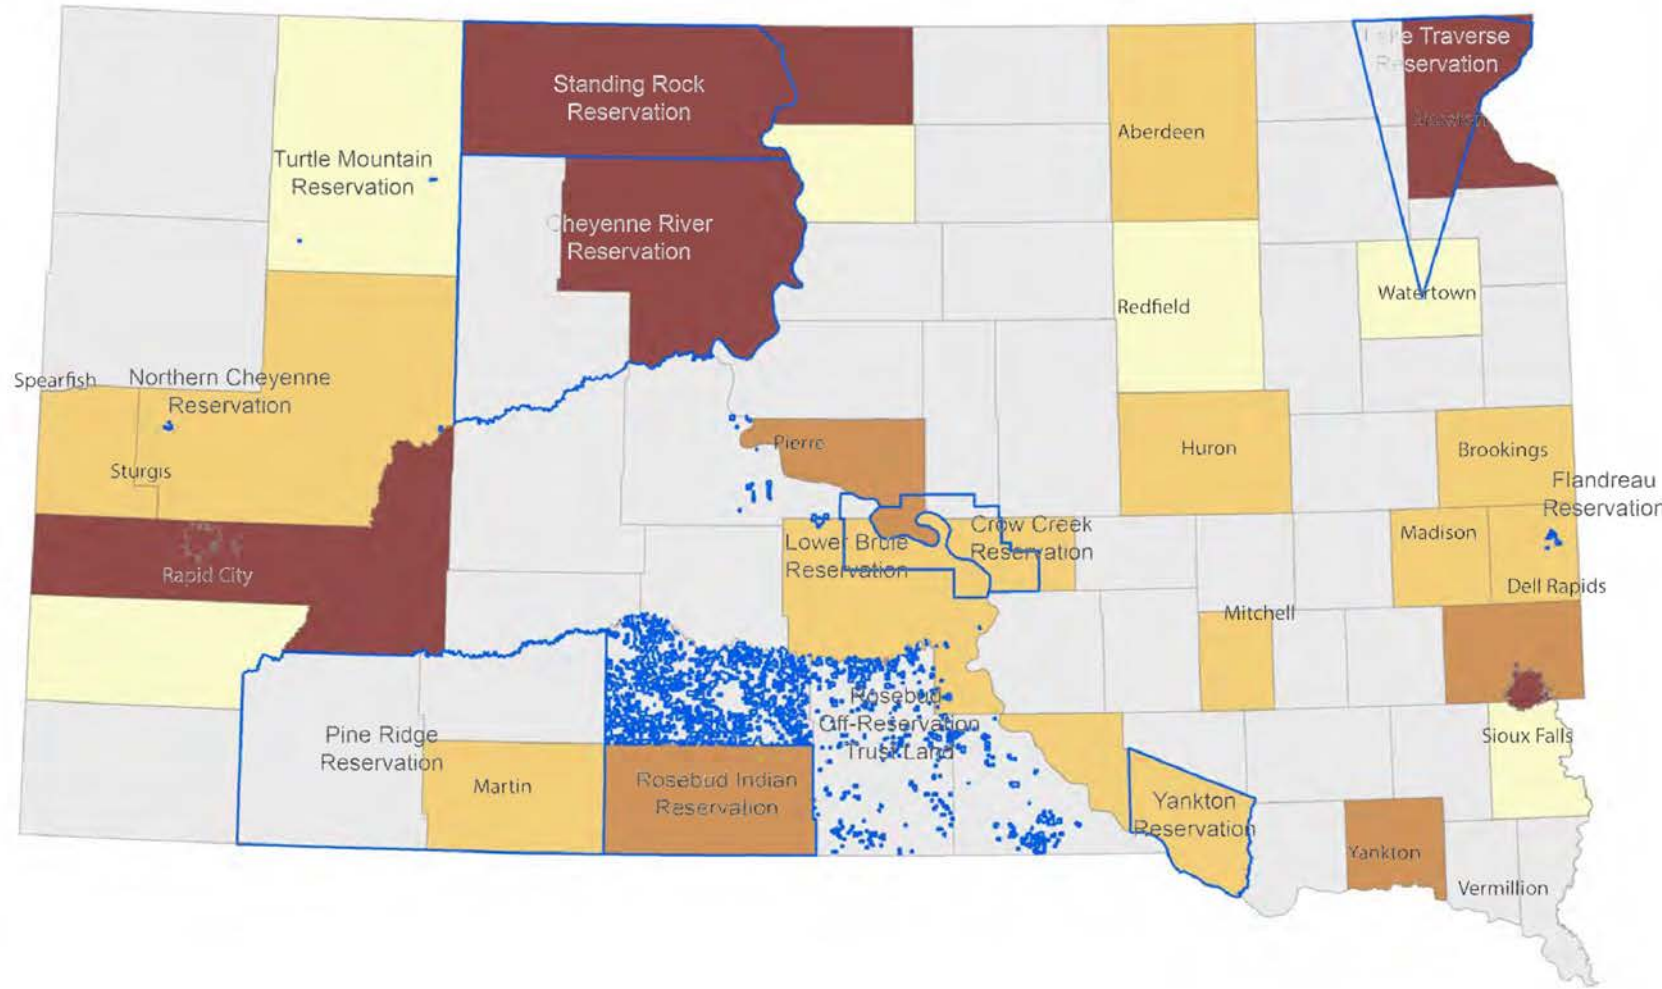 Lake Traverse
Reservation
Standing Rock
Reservation
Aberdeen
Turtle Mountain
Reservation
Cheyenne River
Reservation
Redfield
Watertown
Spearfish
Northern Cheyenne
Reservation
Sturgis
Pierre
Huron
Brookings
Flandreau
Reservation
Lower Brule
Reservation
Crow Creek
Reservation
Madison
Rapid City
Dell Rapids
Mitchell
Rosebud
Off-Reservation
Trust Land
Pine Ridge
Reservation
Sioux Falls
Martin
Rosebud Indian
Reservation
Yankton
Reservation
Yankton
Vermillion